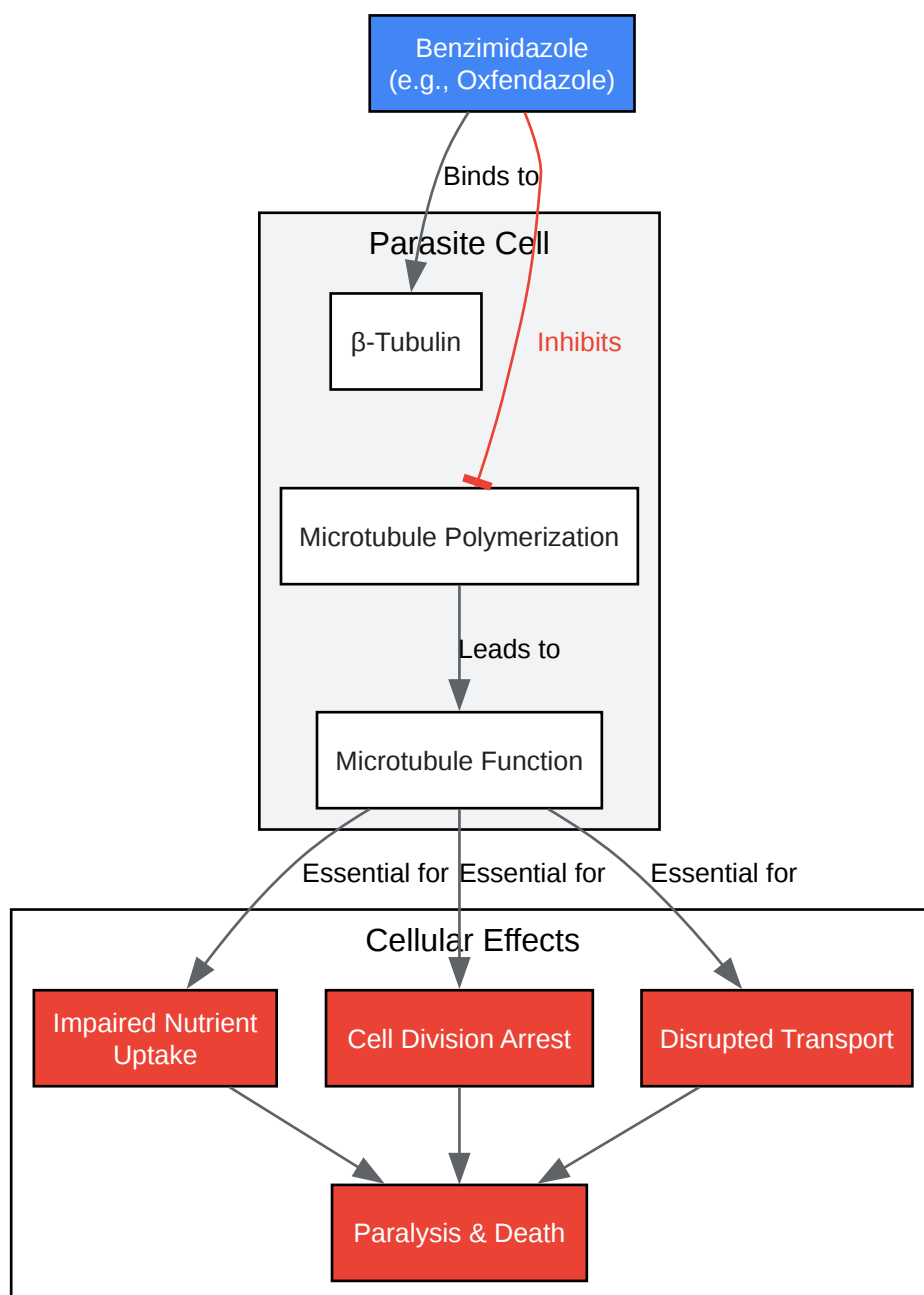 Benzimidazole
(e.g., Oxfendazole)
Binds to
Parasite Cell
β-Tubulin
Inhibits
Microtubule Polymerization
Leads to
Microtubule Function
Essential for
Essential for
Essential for
Cellular Effects
Impaired Nutrient
Uptake
Cell Division Arrest
Disrupted Transport
Paralysis & Death